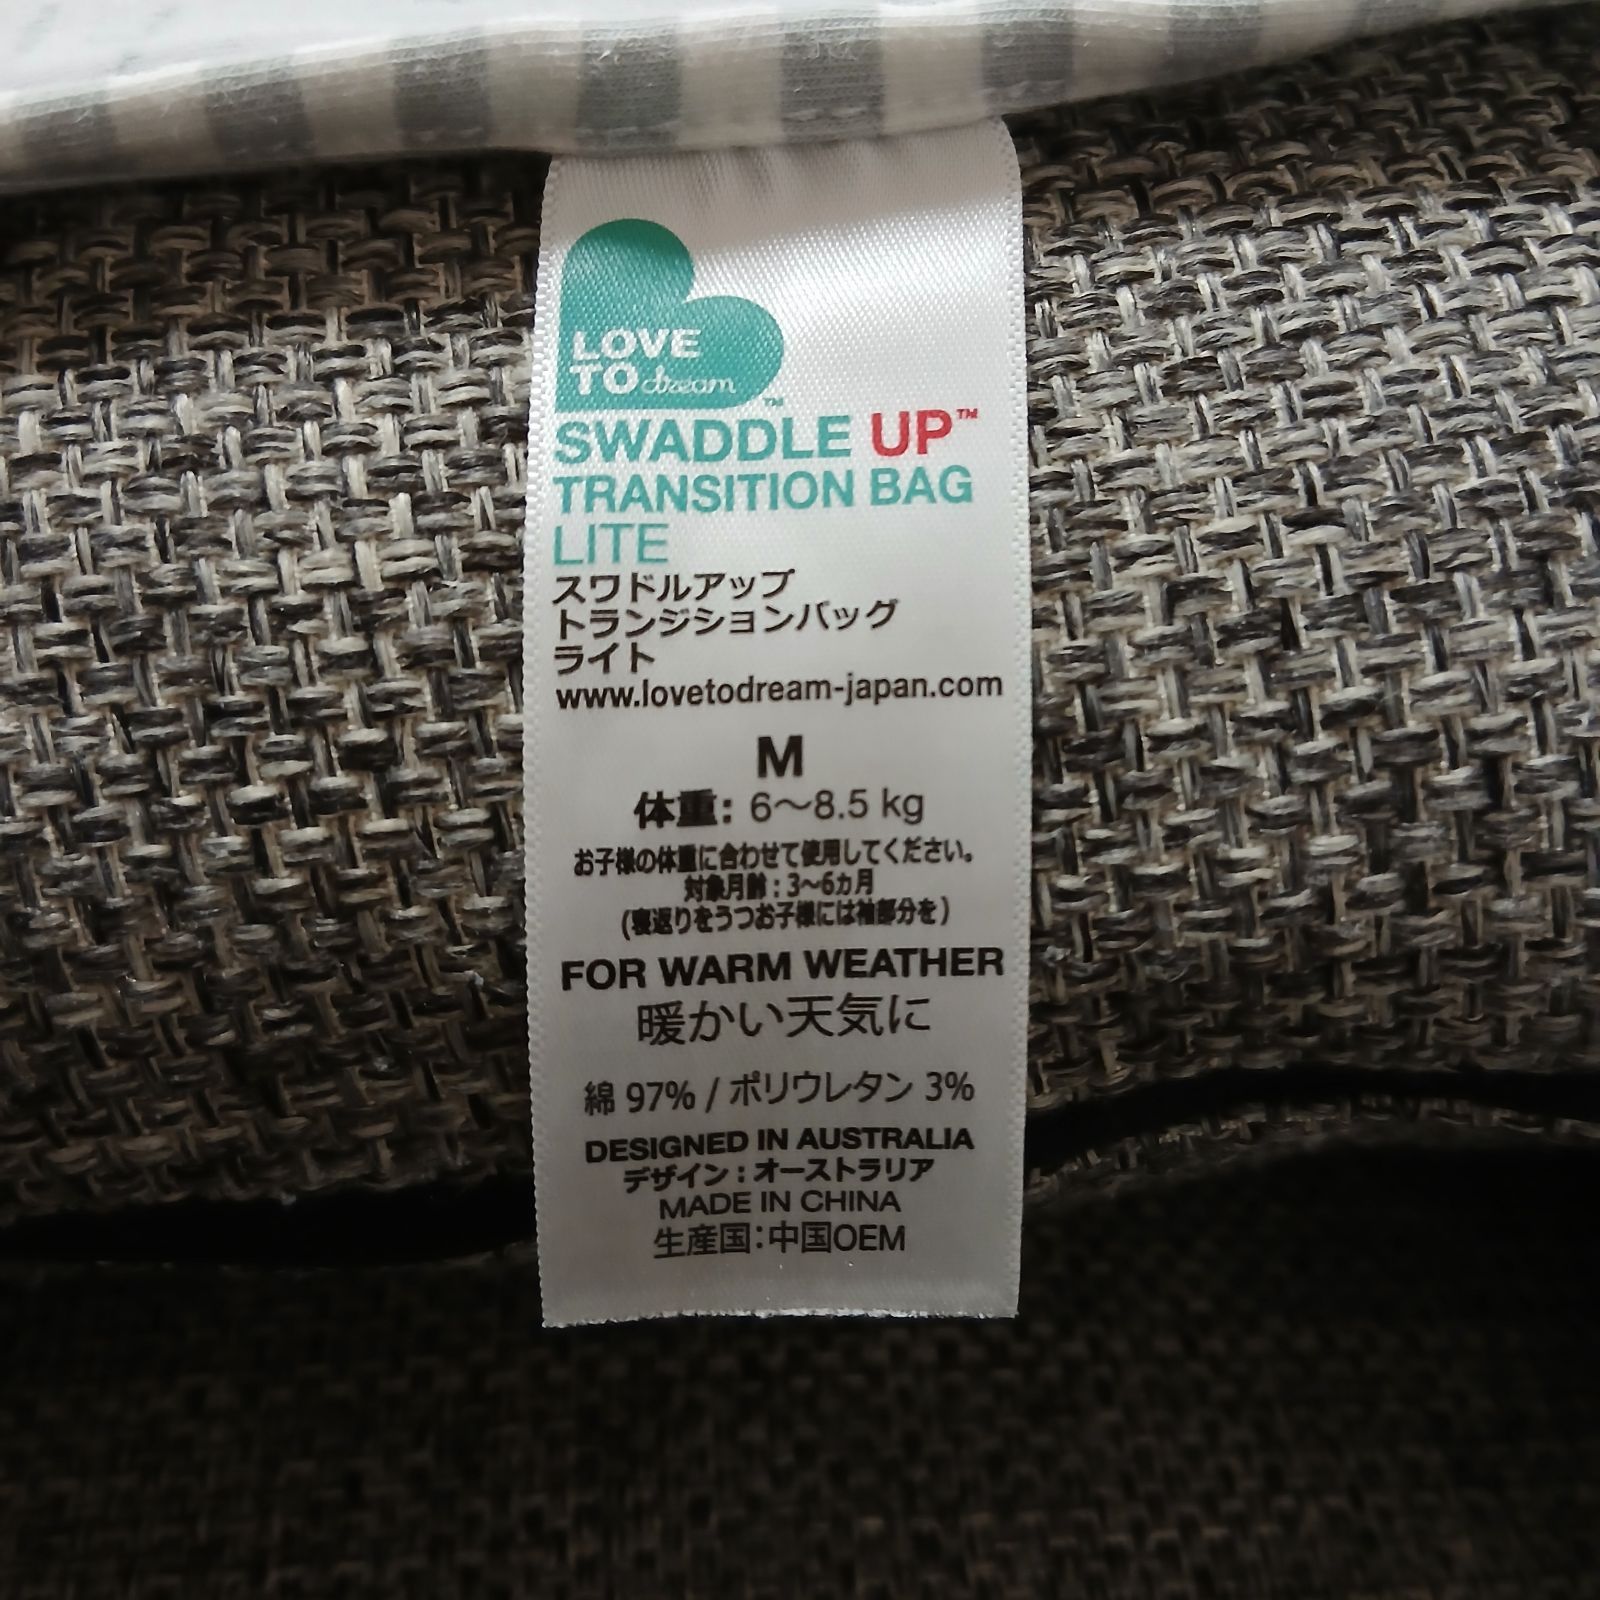 LOVE
TO dream™
SWADDLE UP™
TRANSITION BAG
LITE
スワドルアップ
トランジションバッグ
ライト
www.lovetodream-japan.com
M
体重: 6〜8.5 kg
お子様の体重に合わせて使用してください。
対象月齢：3〜6カ月
(寝返りをうつお子様には袖部分を)
FOR WARM WEATHER
暖かい天気に
綿 97% / ポリウレタン 3%
DESIGNED IN AUSTRALIA
デザイン：オーストラリア
MADE IN CHINA
生産国：中国OEM